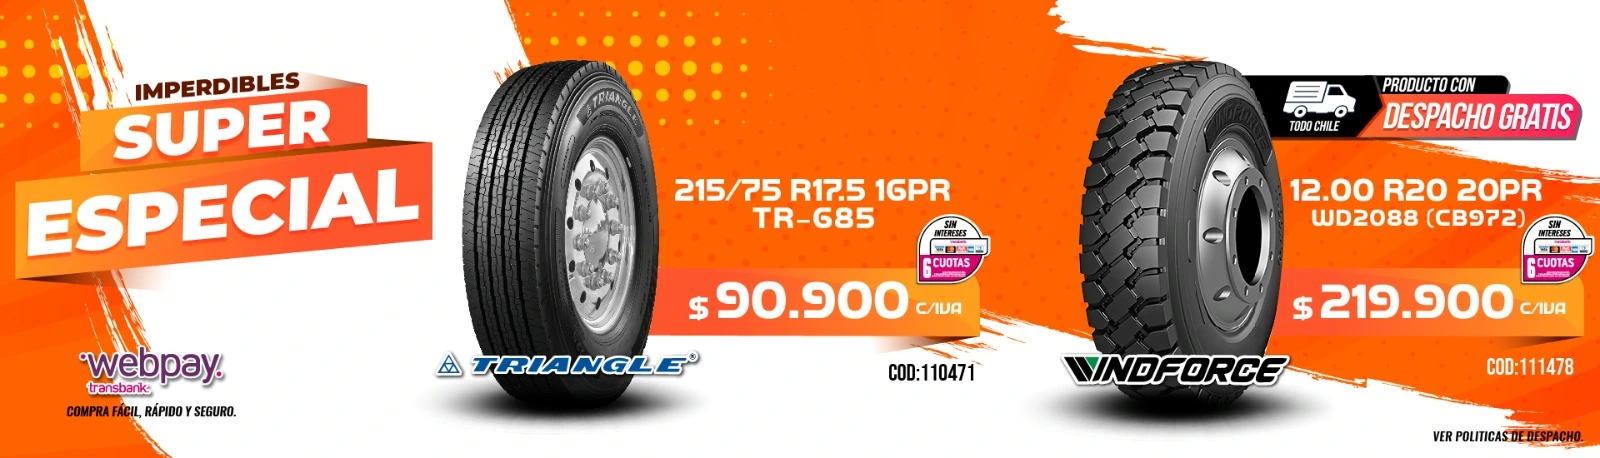 IMPERDIBLES
SUPER
ESPECIAL
webpay.
transbank.
COMPRA FÁCIL, RÁPIDO Y SEGURO.
TRIANGLE
TRIANGLE®
215/75 R17.5 16PR
TR-G85
SIN
INTERESES
6 CUOTAS
$ 90.900 C/IVA
COD:110471
WINDFORCE
WINDFORCE
TODO CHILE
PRODUCTO CON
DESPACHO GRATIS
12.00 R20 20PR
WD2088 (CB972)
SIN
INTERESES
6 CUOTAS
$ 219.900 C/IVA
COD:111478
VER POLITICAS DE DESPACHO.